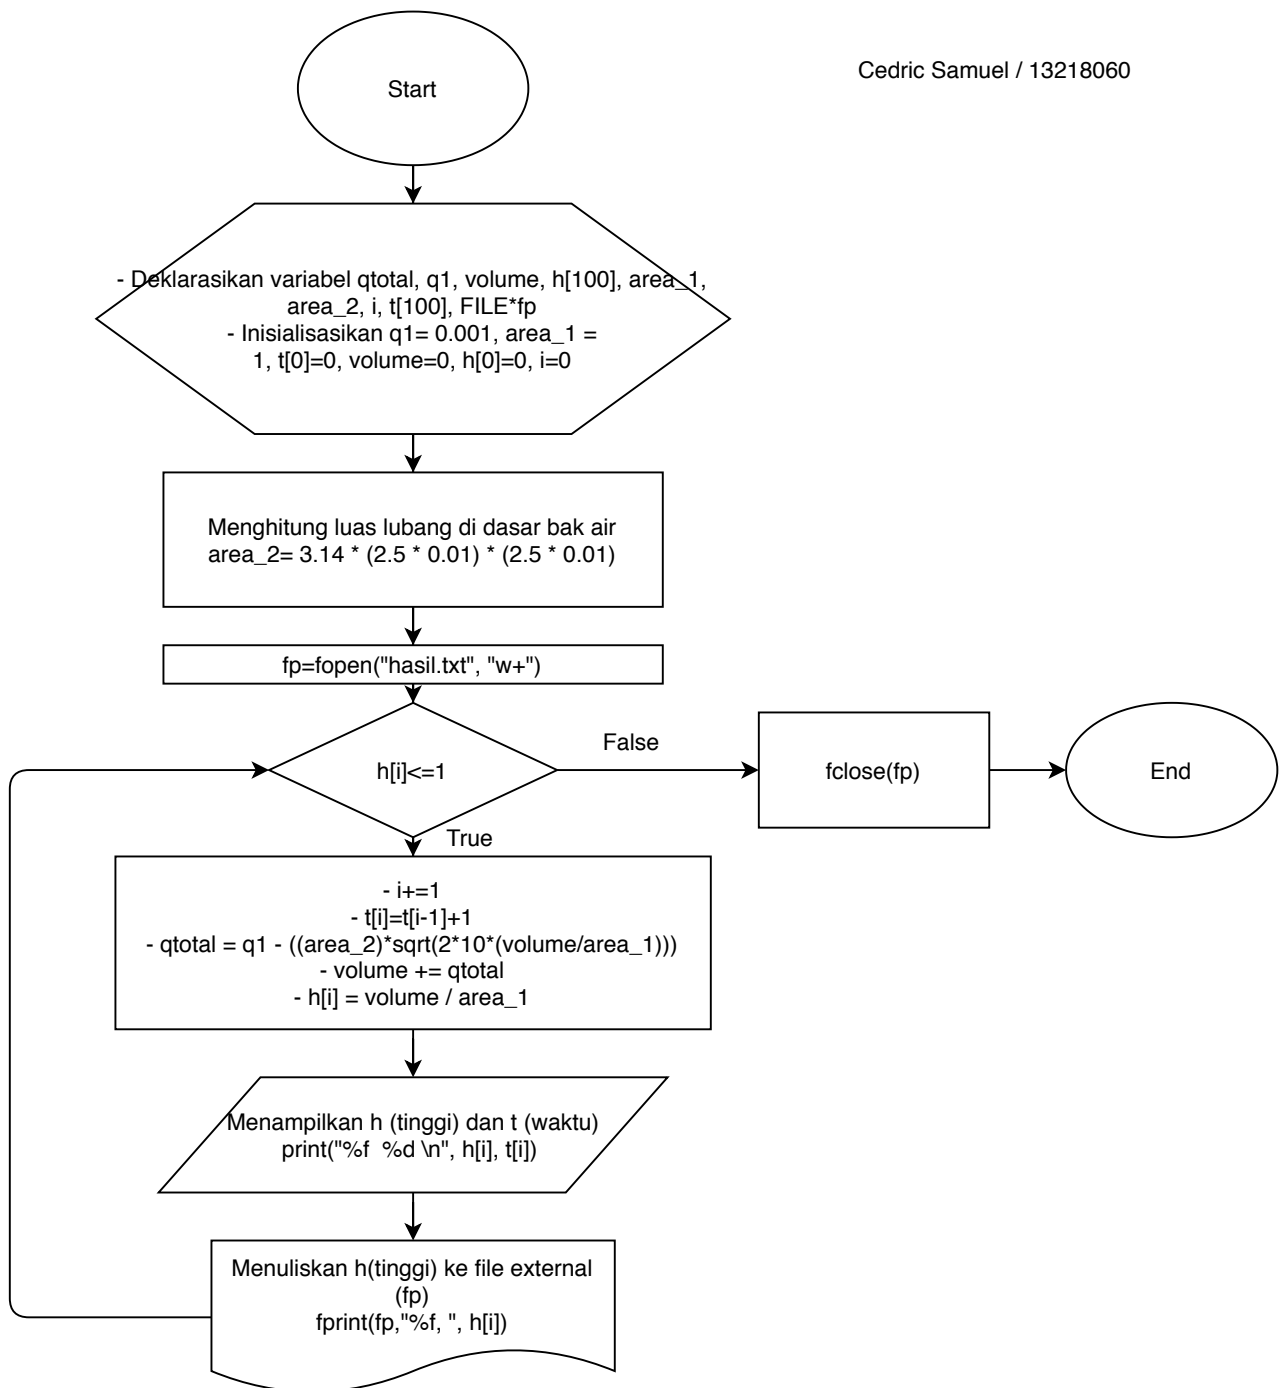 Start
Cedric Samuel / 13218060
- Deklarasikan variabel qtotal, q1, volume, h[100], area_1,
area_2, i, t[100], FILE*fp
- Inisialisasikan q1= 0.001, area_1 =
1, t[0]=0, volume=0, h[0]=0, i=0
Menghitung luas lubang di dasar bak air
area_2= 3.14 * (2.5 * 0.01) * (2.5 * 0.01)
fp=fopen("hasil.txt", "w+")
h[i]<=1
False
fclose(fp)
End
True
- i+=1
- t[i]=t[i-1]+1
- qtotal = q1 - ((area_2)*sqrt(2*10*(volume/area_1)))
- volume += qtotal
- h[i] = volume / area_1
Menampilkan h (tinggi) dan t (waktu)
print("%f  %d \n", h[i], t[i])
Menuliskan h(tinggi) ke file external
(fp)
fprint(fp,"%f, ", h[i])